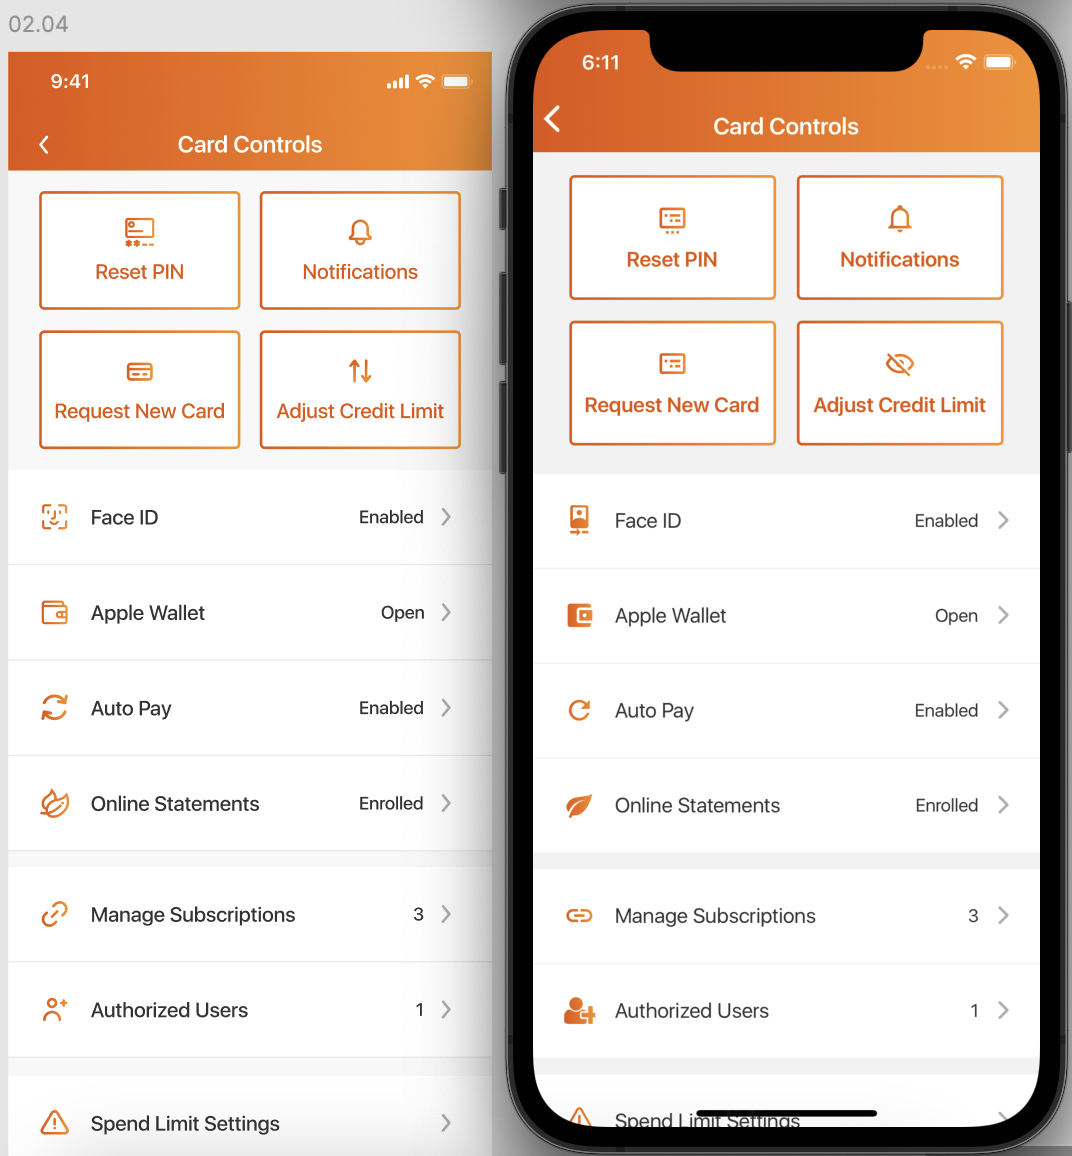 02.04
9:41
Card Controls
Reset PIN
Notifications
Request New Card
Adjust Credit Limit
Face ID Enabled
Apple Wallet Open
Auto Pay Enabled
Online Statements Enrolled
Manage Subscriptions 3
Authorized Users 1
Spend Limit Settings
6:11
Card Controls
Reset PIN
Notifications
Request New Card
Adjust Credit Limit
Face ID Enabled
Apple Wallet Open
Auto Pay Enabled
Online Statements Enrolled
Manage Subscriptions 3
Authorized Users 1
Spend Limit Settings